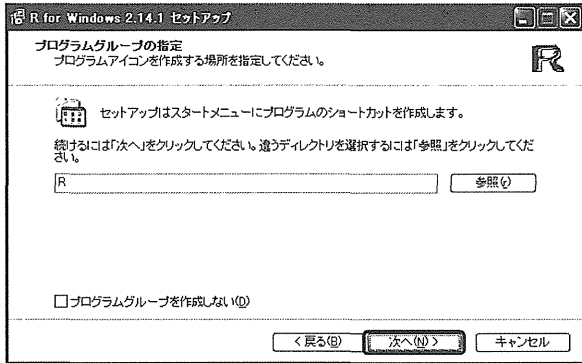 R for Windows 2.14.1 セットアップ
プログラムグループの指定
プログラムアイコンを作成する場所を指定してください。
R
セットアップはスタートメニューにプログラムのショートカットを作成します。
続けるには「次へ」をクリックしてください。違うディレクトリを選択するには「参照」をクリックしてくだ
さい。
R
参照(r)
プログラムグループを作成しない(D)
< 戻る(B)
次へ(N) >
キャンセル